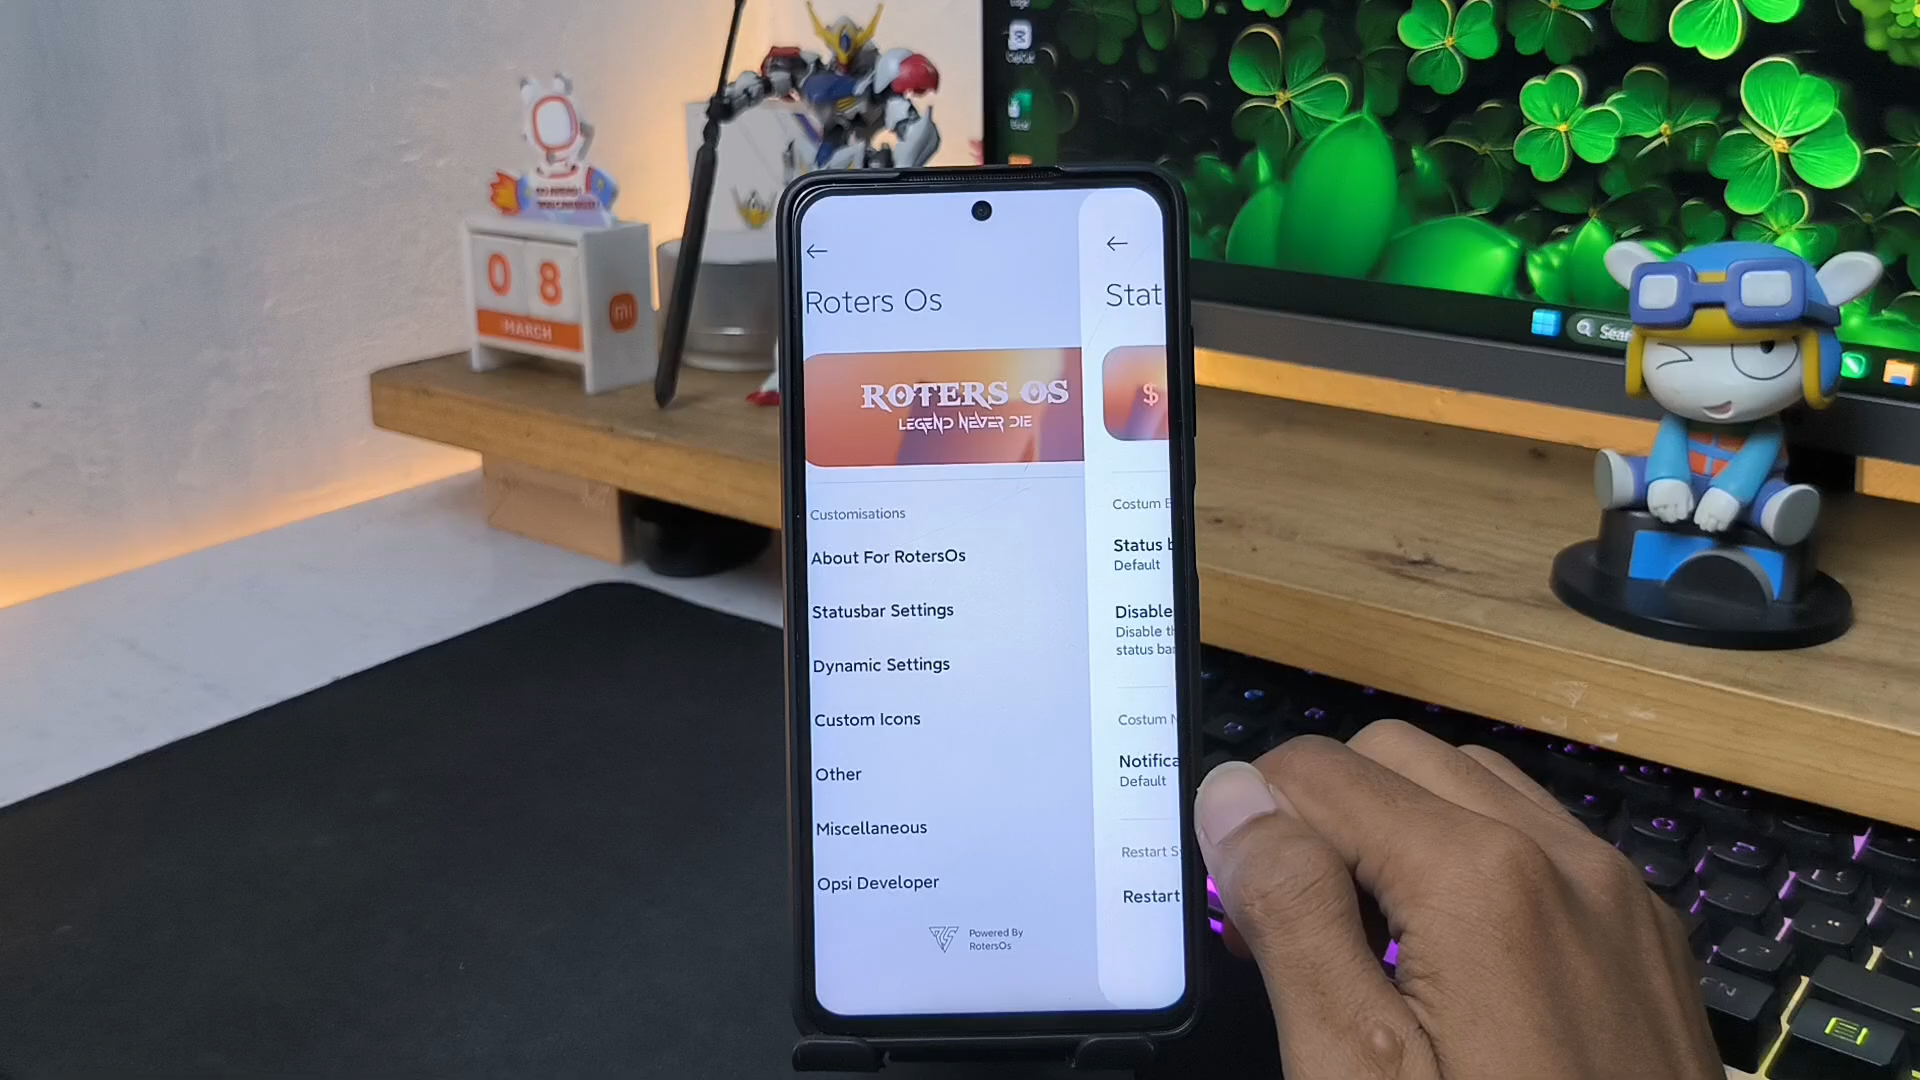 0 8
MARCH
mi
Roters Os
ROTERS OS
LEGEND NEVER DIE
Customisations
About For RotersOs
Statusbar Settings
Dynamic Settings
Custom Icons
Other
Miscellaneous
Opsi Developer
Powered By
RotersOs
Stat
$
Costum
Status
Default
Disable
Disable
status
Costum
Notifica
Default
Restart
Restart
Sear